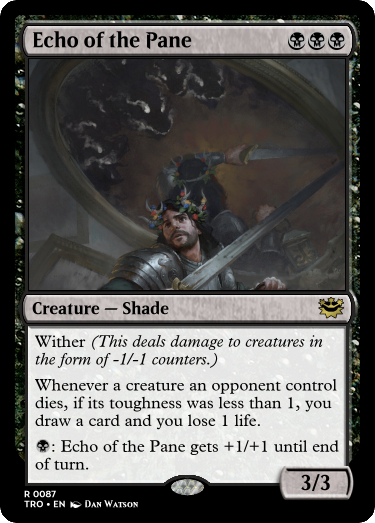 Echo of the Pane
Creature — Shade
Wither (This deals damage to creatures in
the form of -1/-1 counters.)
Whenever a creature an opponent control
dies, if its toughness was less than 1, you
draw a card and you lose 1 life.
: Echo of the Pane gets +1/+1 until end
of turn.
3/3
R 0087
TRO • EN Dan Watson